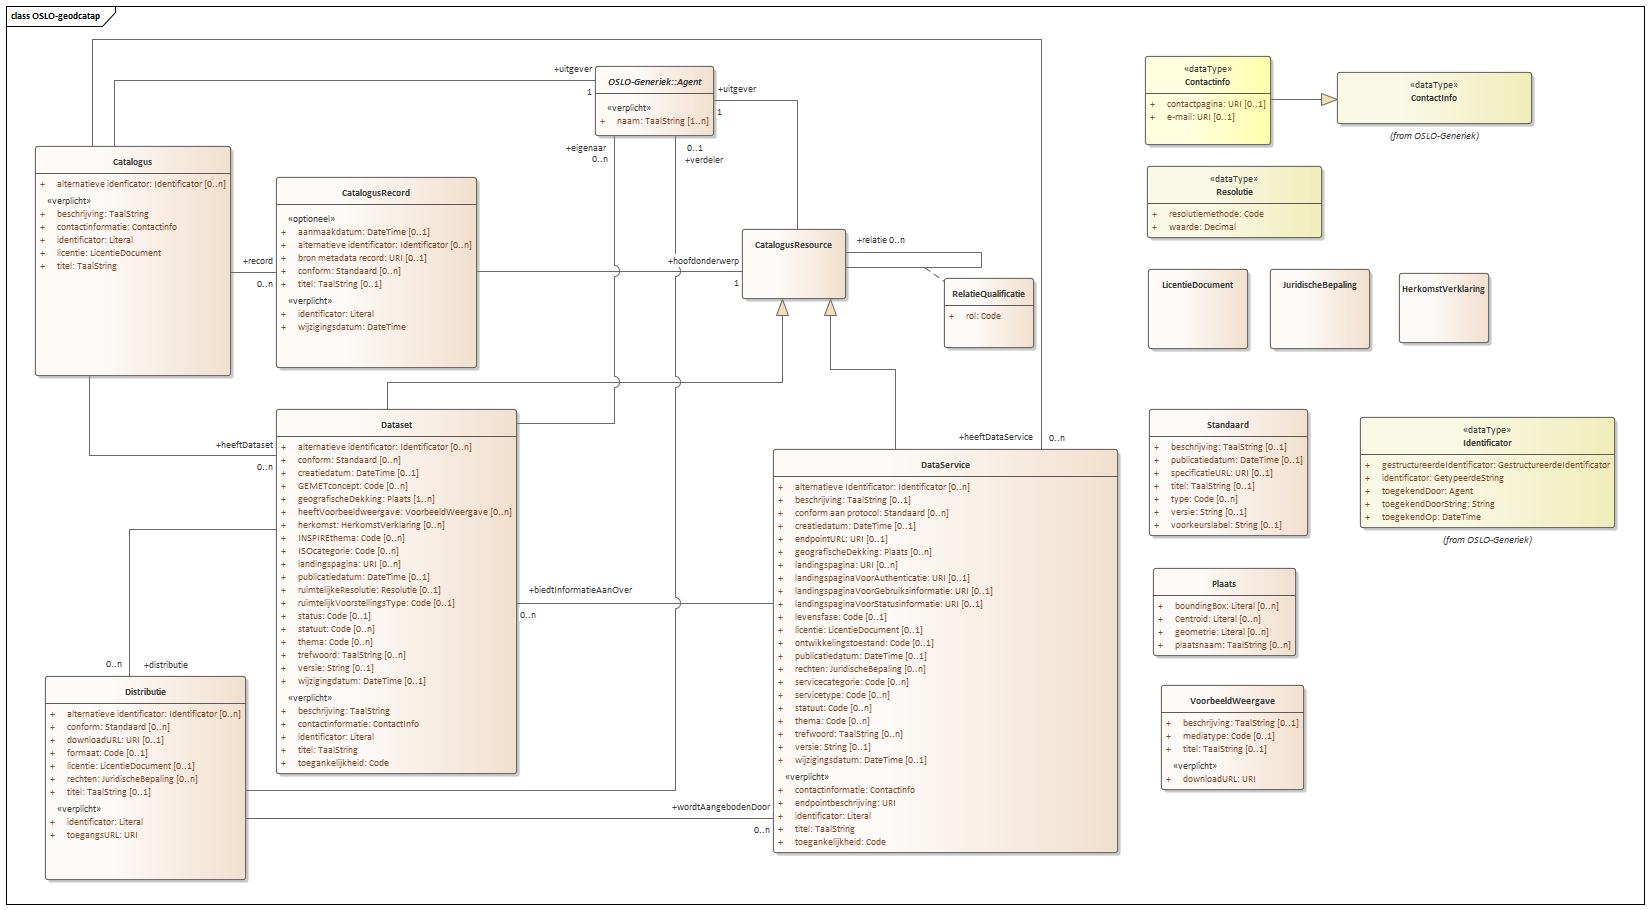 class OSLO-geodcatap
+uitgever
1
OSLO-Generiek::Agent
«verplicht»
+ naam: TaalString [1..n]
+uitgever
1
+eigenaar
0..n
0..1
+verdeler
Catalogus
+ alternatieve idenficator: Identificator [0..n]
«verplicht»
+ beschrijving: TaalString
+ contactinformatie: Contactinfo
+ identificator: Literal
+ licentie: LicentieDocument
+ titel: TaalString
+record
0..n
CatalogusRecord
«optioneel»
+ aanmaakdatum: DateTime [0..1]
+ alternatieve identificator: Identificator [0..n]
+ bron metadata record: URI [0..1]
+ conform: Standaard [0..n]
+ titel: TaalString [0..1]
«verplicht»
+ identificator: Literal
+ wijzigingsdatum: DateTime
+hoofdonderwerp
1
CatalogusResource
+relatie 0..n
RelatieQualificatie
+ rol: Code
+heeftDataset
0..n
Dataset
+ alternatieve identificator: Identificator [0..n]
+ conform: Standaard [0..n]
+ creatiedatum: DateTime [0..1]
+ GEMETconcept: Code [0..n]
+ geografischeDekking: Plaats [1..n]
+ heeftVoorbeeldweergave: VoorbeeldWeergave [0..n]
+ herkomst: HerkomstVerklaring [0..n]
+ INSPIREthema: Code [0..n]
+ ISOcategorie: Code [0..n]
+ landingspagina: URI [0..n]
+ publicatiedatum: DateTime [0..1]
+ ruimtelijkeResolutie: Resolutie [0..1]
+ ruimtelijkVoorstellingsType: Code [0..1]
+ status: Code [0..1]
+ statuut: Code [0..n]
+ thema: Code [0..n]
+ trefwoord: TaalString [0..n]
+ versie: String [0..1]
+ wijzigingdatum: DateTime [0..1]
«verplicht»
+ beschrijving: TaalString
+ contactinformatie: ContactInfo
+ identificator: Literal
+ titel: TaalString
+ toegankelijkheid: Code
+heeftDataService
0..n
+biedtInformatieAanOver
0..n
DataService
+ alternatieve Identificator: Identificator [0..n]
+ beschrijving: TaalString [0..1]
+ conform aan protocol: Standaard [0..n]
+ creatiedatum: DateTime [0..1]
+ endpointURL: URI [0..1]
+ geografischeDekking: Plaats [0..n]
+ landingspagina: URI [0..n]
+ landingspaginaVoorAuthenticatie: URI [0..1]
+ landingspaginaVoorGebruiksinformatie: URI [0..1]
+ landingspaginaVoorStatusinformatie: URI [0..1]
+ levensfase: Code [0..1]
+ licentie: LicentieDocument [0..1]
+ ontwikkelingstoestand: Code [0..1]
+ publicatiedatum: DateTime [0..1]
+ rechten: JuridischeBepaling [0..n]
+ servicecategorie: Code [0..n]
+ servicetype: Code [0..n]
+ statuut: Code [0..n]
+ thema: Code [0..n]
+ trefwoord: TaalString [0..n]
+ versie: String [0..1]
+ wijzigingsdatum: DateTime [0..1]
«verplicht»
+ contactinformatie: Contactinfo
+ endpointbeschrijving: URI
+ identificator: Literal
+ titel: TaalString
+ toegankelijkheid: Code
0..n
+distributie
Distributie
+ alternatieve identificator: Identificator [0..n]
+ conform: Standaard [0..n]
+ downloadURL: URI [0..1]
+ formaat: Code [0..1]
+ licentie: LicentieDocument [0..1]
+ rechten: JuridischeBepaling [0..n]
+ titel: TaalString [0..1]
«verplicht»
+ identificator: Literal
+ toegangsURL: URI
+wordtAangebodenDoor
0..n
«dataType»
Contactinfo
+ contactpagina: URI [0..1]
+ e-mail: URI [0..1]
«dataType»
ContactInfo
(from OSLO-Generiek)
«dataType»
Resolutie
+ resolutiemethode: Code
+ waarde: Decimal
LicentieDocument
JuridischeBepaling
HerkomstVerklaring
Standaard
+ beschrijving: TaalString [0..1]
+ publicatiedatum: DateTime [0..1]
+ specificatieURL: URI [0..1]
+ titel: TaalString [0..1]
+ type: Code [0..n]
+ versie: String [0..1]
+ voorkeurslabel: String [0..1]
«dataType»
Identificator
+ gestructureerdeIdentificator: GestructureerdeIdentificator
+ identificator: GetypeerdeString
+ toegekendDoor: Agent
+ toegekendDoorString: String
+ toegekendOp: DateTime
(from OSLO-Generiek)
Plaats
+ boundingBox: Literal [0..n]
+ Centroid: Literal [0..n]
+ geometrie: Literal [0..n]
+ plaatsnaam: TaalString [0..n]
VoorbeeldWeergave
+ beschrijving: TaalString [0..1]
+ mediatype: Code [0..1]
+ titel: TaalString [0..1]
«verplicht»
+ downloadURL: URI